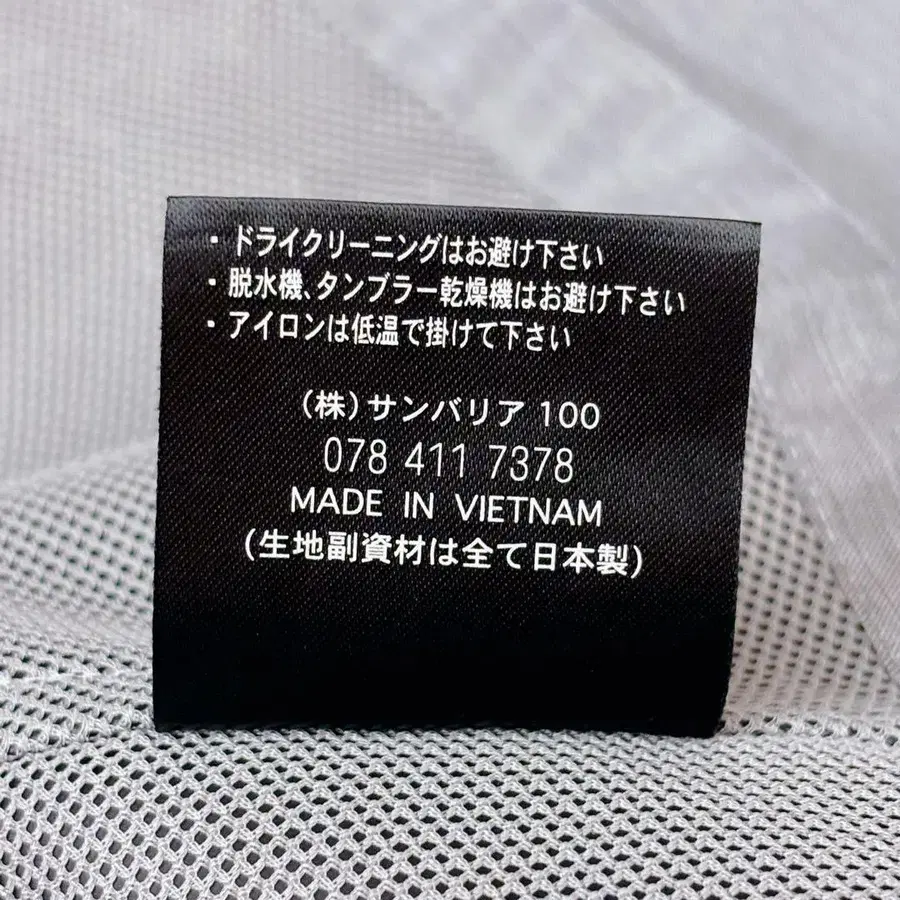 ・ドライクリーニングはお避け下さい
・脱水機、タンブラー乾燥機はお避け下さい
・アイロンは低温で掛けて下さい
(株)サンバリア 100
078 411 7378
MADE IN VIETNAM
(生地副資材は全て日本製)